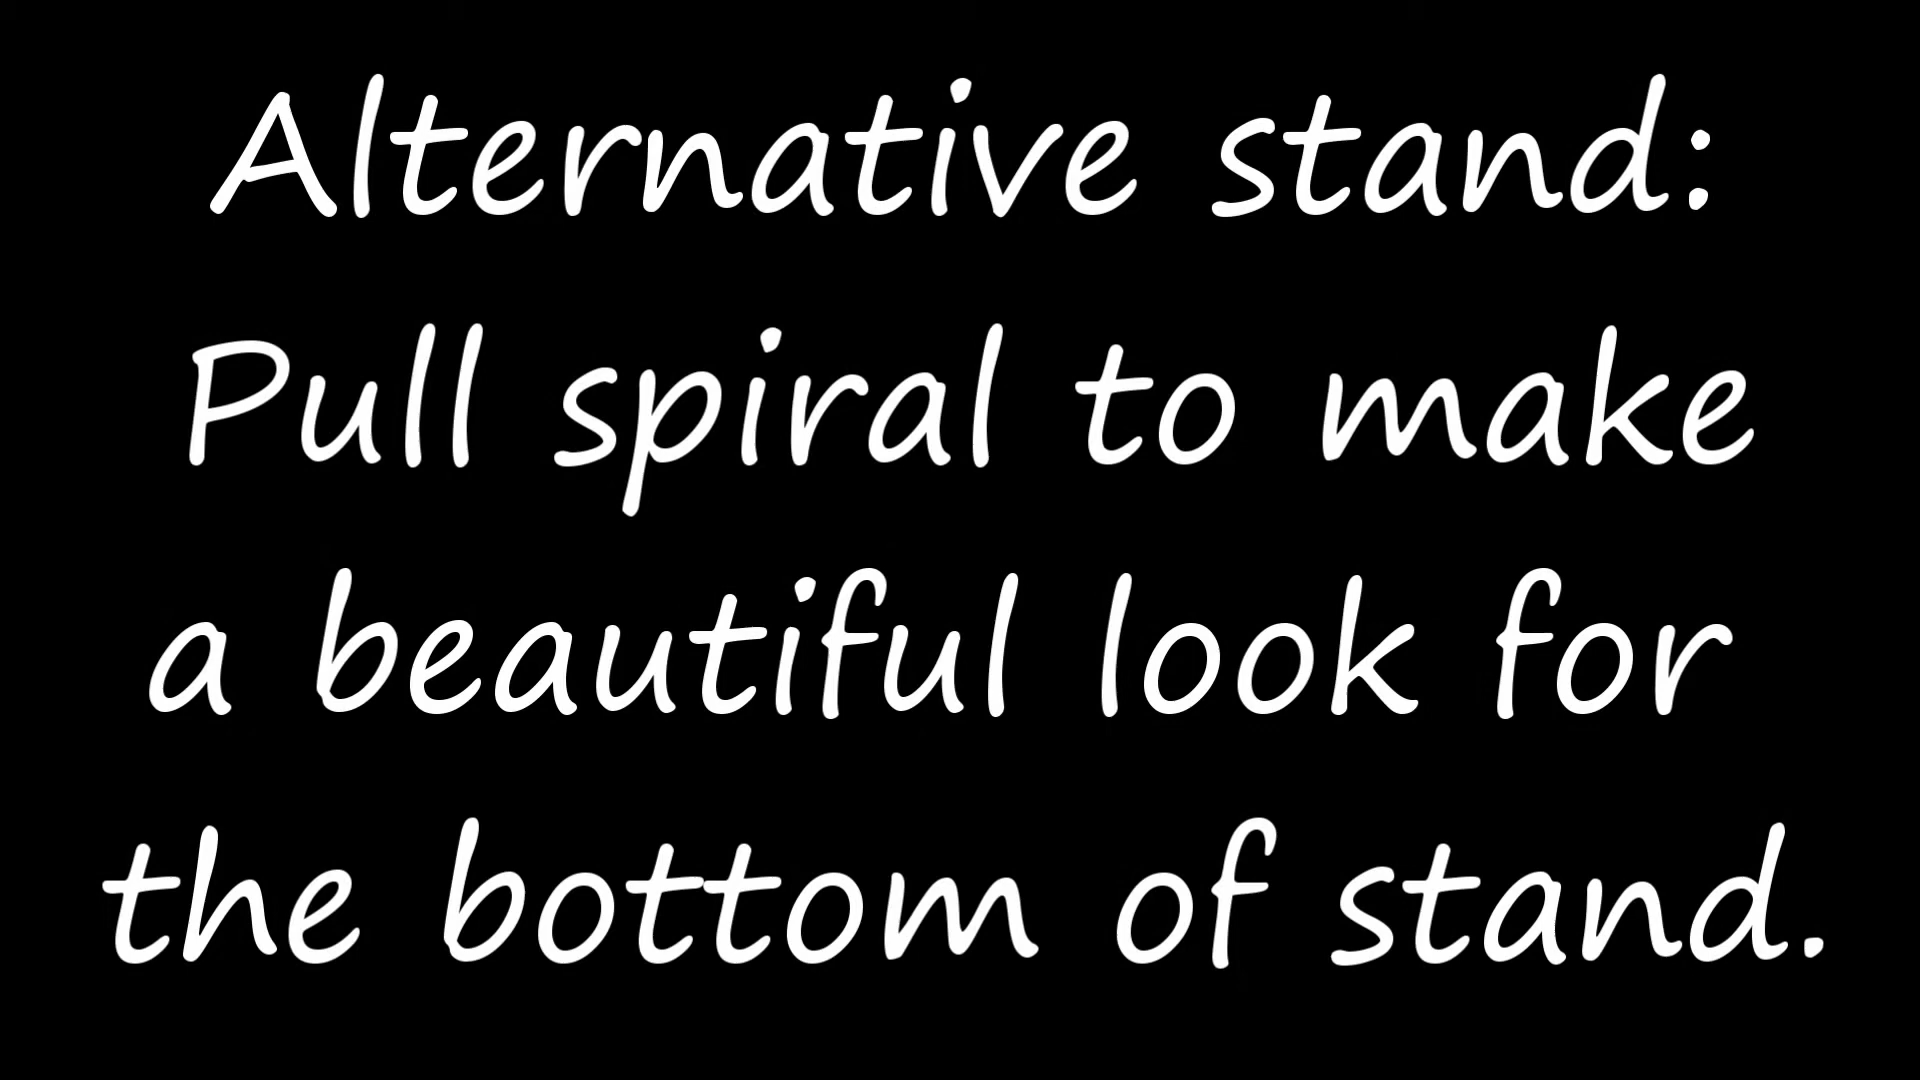 Alternative stand:
Pull spiral to make
a beautiful look for
the bottom of stand.